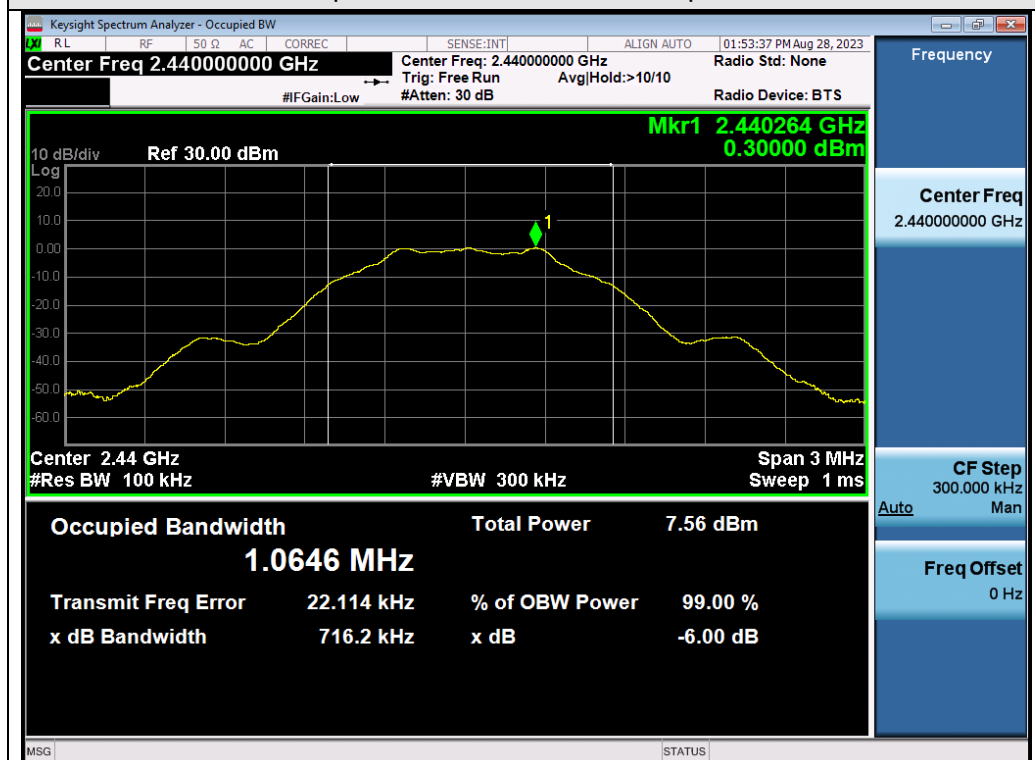 Keysight Spectrum Analyzer - Occupied BW
LXI RL RF 50 Ω AC CORREC SENSE:INT ALIGN AUTO 01:53:37 PM Aug 28, 2023
Center Freq 2.440000000 GHz
#IFGain:Low
Center Freq: 2.440000000 GHz
Trig: Free Run Avg|Hold:>10/10
#Atten: 30 dB
Radio Std: None
Radio Device: BTS
Mkr1 2.440264 GHz
0.30000 dBm
10 dB/div Ref 30.00 dBm
Log
20.0
10.0
0.00
-10.0
-20.0
-30.0
-40.0
-50.0
-60.0
1
Center 2.44 GHz Span 3 MHz
#Res BW 100 kHz #VBW 300 kHz Sweep 1 ms
Occupied Bandwidth Total Power 7.56 dBm
1.0646 MHz
Transmit Freq Error 22.114 kHz % of OBW Power 99.00 %
x dB Bandwidth 716.2 kHz x dB -6.00 dB
Frequency
Center Freq
2.440000000 GHz
CF Step
300.000 kHz
Auto Man
Freq Offset
0 Hz
MSG STATUS